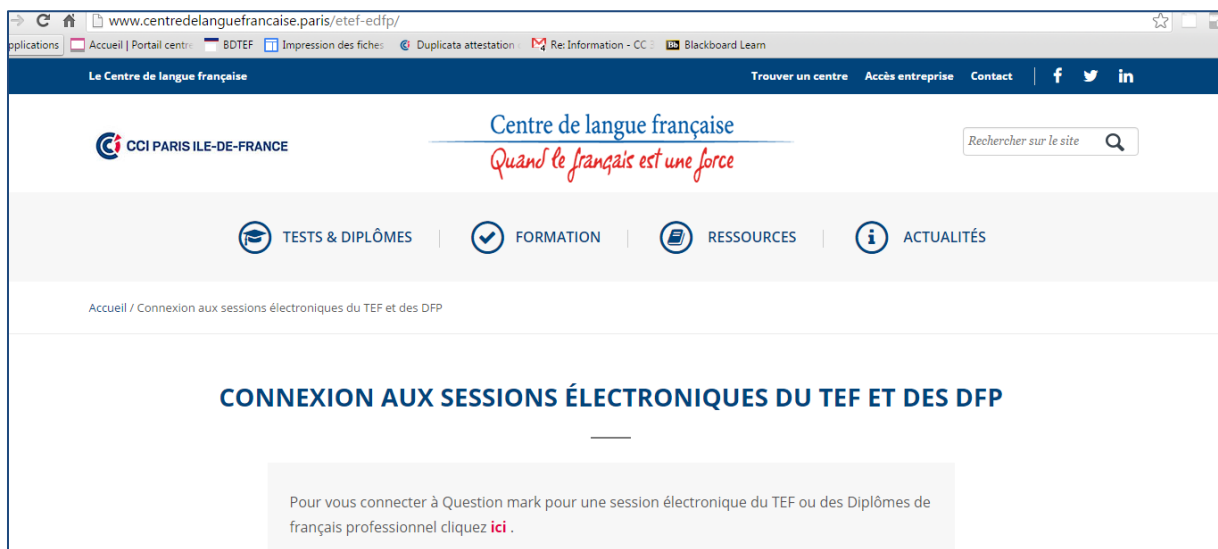 www.centredelanguefrancaise.paris/etef-edfp/
pplications Accueil | Portail centre BDTEF Impression des fiches Duplicata attestation Re: Information - CC Blackboard Learn
Le Centre de langue française Trouver un centre Accès entreprise Contact
CCI PARIS ILE-DE-FRANCE
Centre de langue française
Quand le français est une force
Rechercher sur le site
TESTS & DIPLÔMES FORMATION RESSOURCES ACTUALITÉS
Accueil / Connexion aux sessions électroniques du TEF et des DFP
CONNEXION AUX SESSIONS ÉLECTRONIQUES DU TEF ET DES DFP
Pour vous connecter à Question mark pour une session électronique du TEF ou des Diplômes de
français professionnel cliquez ici .